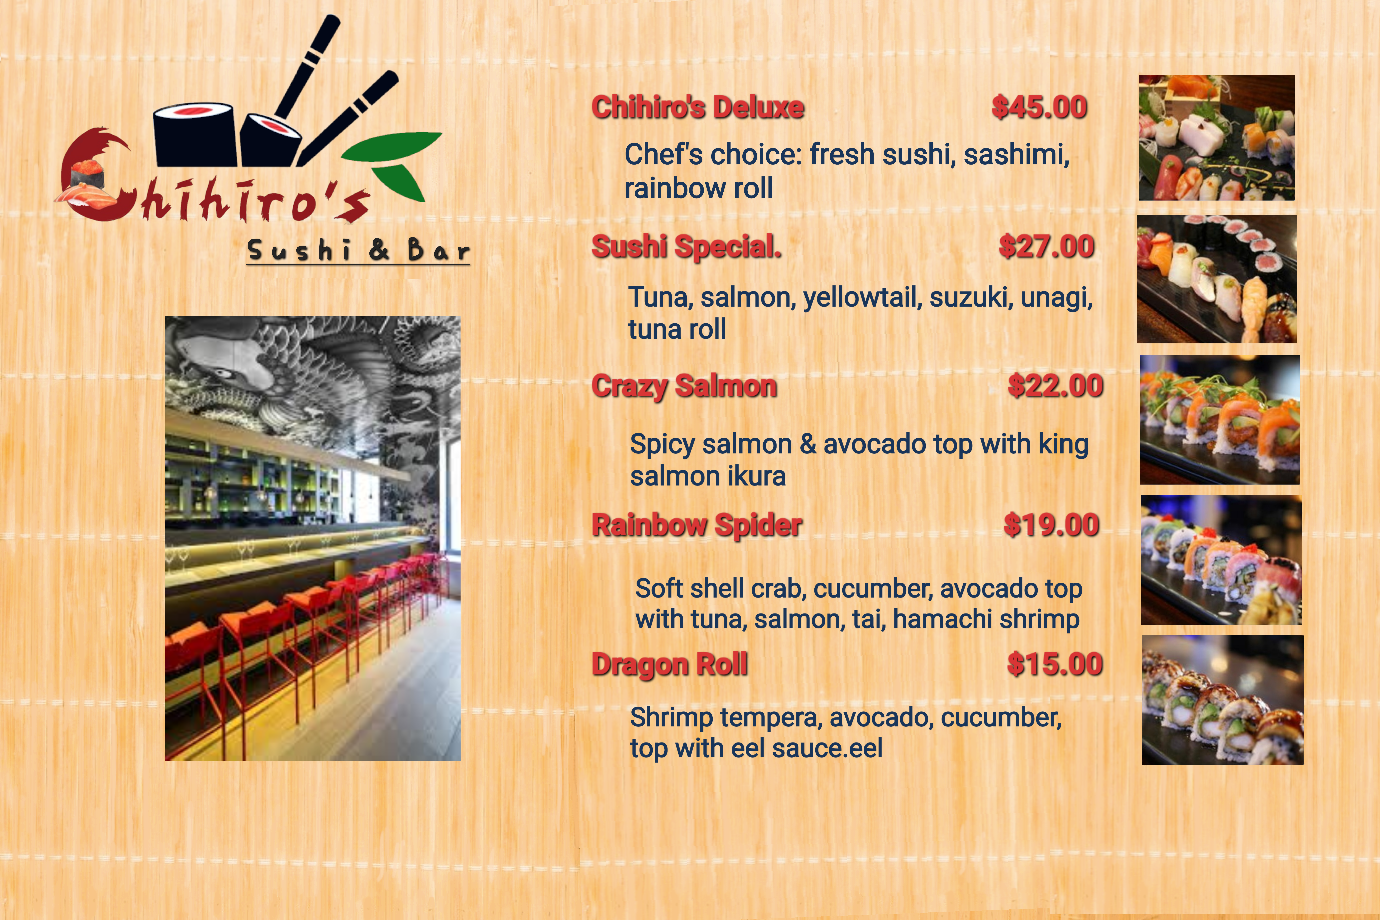 Chihiro's
Sushi & Bar
Chihiro's Deluxe $45.00
Chef's choice: fresh sushi, sashimi,
rainbow roll
Sushi Special. $27.00
Tuna, salmon, yellowtail, suzuki, unagi,
tuna roll
Crazy Salmon $22.00
Spicy salmon & avocado top with king
salmon ikura
Rainbow Spider $19.00
Soft shell crab, cucumber, avocado top
with tuna, salmon, tai, hamachi shrimp
Dragon Roll $15.00
Shrimp tempera, avocado, cucumber,
top with eel sauce.eel